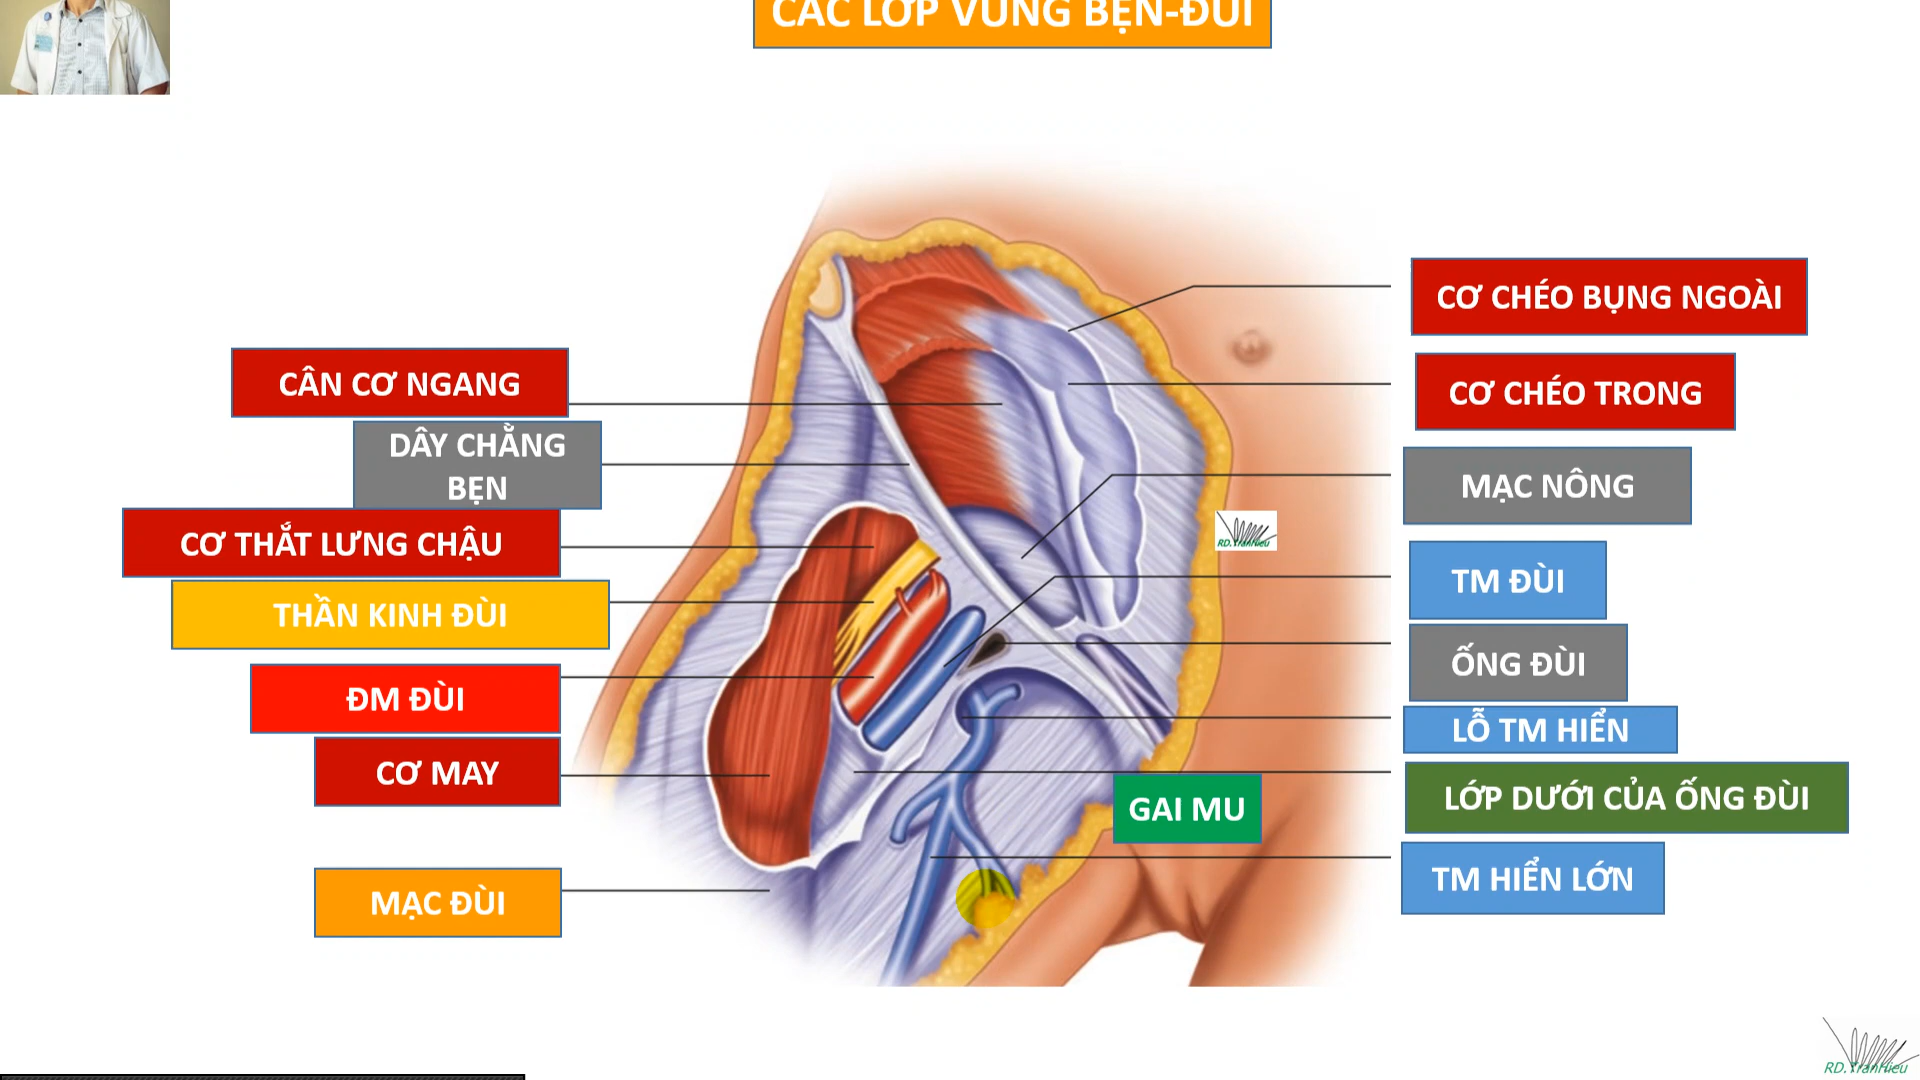 CÁC LỚP VÙNG BẸN-ĐÙI
CƠ CHÉO BỤNG NGOÀI
CÂN CƠ NGANG
CƠ CHÉO TRONG
DÂY CHẰNG
BẸN
MẠC NÔNG
CƠ THẮT LƯNG CHẬU
RD.TranHieu
TM ĐÙI
THẦN KINH ĐÙI
ỐNG ĐÙI
ĐM ĐÙI
LỖ TM HIỂN
CƠ MAY
LỚP DƯỚI CỦA ỐNG ĐÙI
GAI MU
TM HIỂN LỚN
MẠC ĐÙI
RD.TranHieu